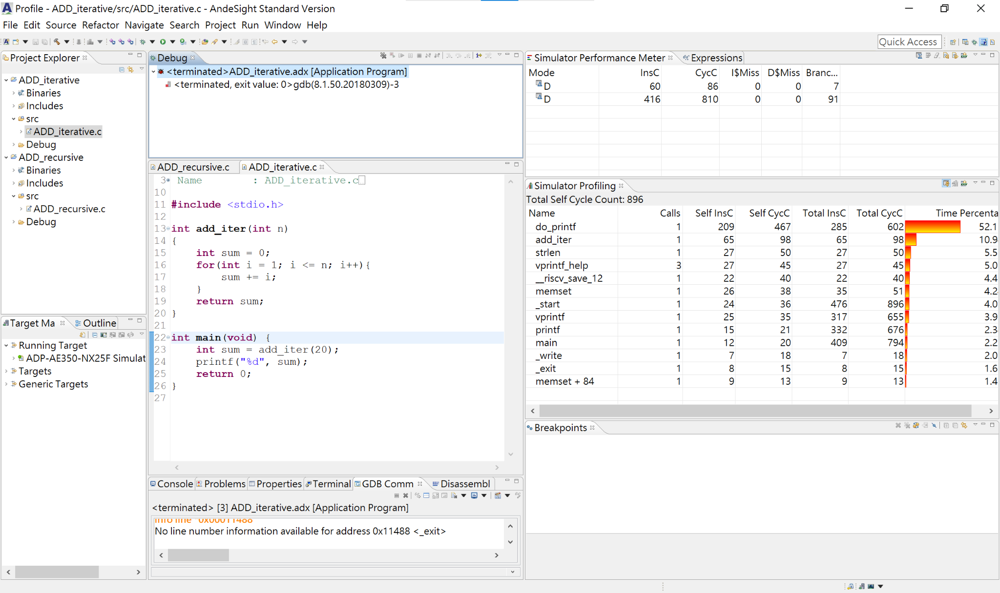 Profile - ADD_iterative/src/ADD_iterative.c - AndeSight Standard Version
File Edit Source Refactor Navigate Search Project Run Window Help
Quick Access
Project Explorer
ADD_iterative
Binaries
Includes
src
ADD_iterative.c
Debug
ADD_recursive
Binaries
Includes
src
ADD_recursive.c
Debug
Target Ma Outline
Running Target
ADP-AE350-NX25F Simulat
Targets
Generic Targets
Debug
<terminated>ADD_iterative.adx [Application Program]
<terminated, exit value: 0>gdb(8.1.50.20180309)-3
ADD_recursive.c ADD_iterative.c
3 Name : ADD_iterative.c
10
11 #include <stdio.h>
12
13 int add_iter(int n)
14 {
15 int sum = 0;
16 for(int i = 1; i <= n; i++){
17 sum += i;
18 }
19 return sum;
20 }
21
22 int main(void) {
23 int sum = add_iter(20);
24 printf("%d", sum);
25 return 0;
26 }
27
Console Problems Properties Terminal GDB Comm Disassembl
<terminated> [3] ADD_iterative.adx [Application Program]
info line *0x00011488
No line number information available for address 0x11488 <_exit>
Simulator Performance Meter Expressions
Mode InsC CycC I$Miss D$Miss Branc...
D 60 86 0 0 7
D 416 810 0 0 91
Simulator Profiling
Total Self Cycle Count: 896
Name Calls Self InsC Self CycC Total InsC Total CycC Time Percenta
do_printf 1 209 467 285 602 52.1
add_iter 1 65 98 65 98 10.9
strlen 1 27 50 27 50 5.5
vprintf_help 3 27 45 27 45 5.0
__riscv_save_12 1 22 40 22 40 4.4
memset 1 26 38 35 51 4.2
_start 1 24 36 476 896 4.0
vprintf 1 25 35 317 655 3.9
printf 1 15 21 332 676 2.3
main 1 12 20 409 794 2.2
_write 1 7 18 7 18 2.0
_exit 1 8 15 8 15 1.6
memset + 84 1 9 13 9 13 1.4
Breakpoints